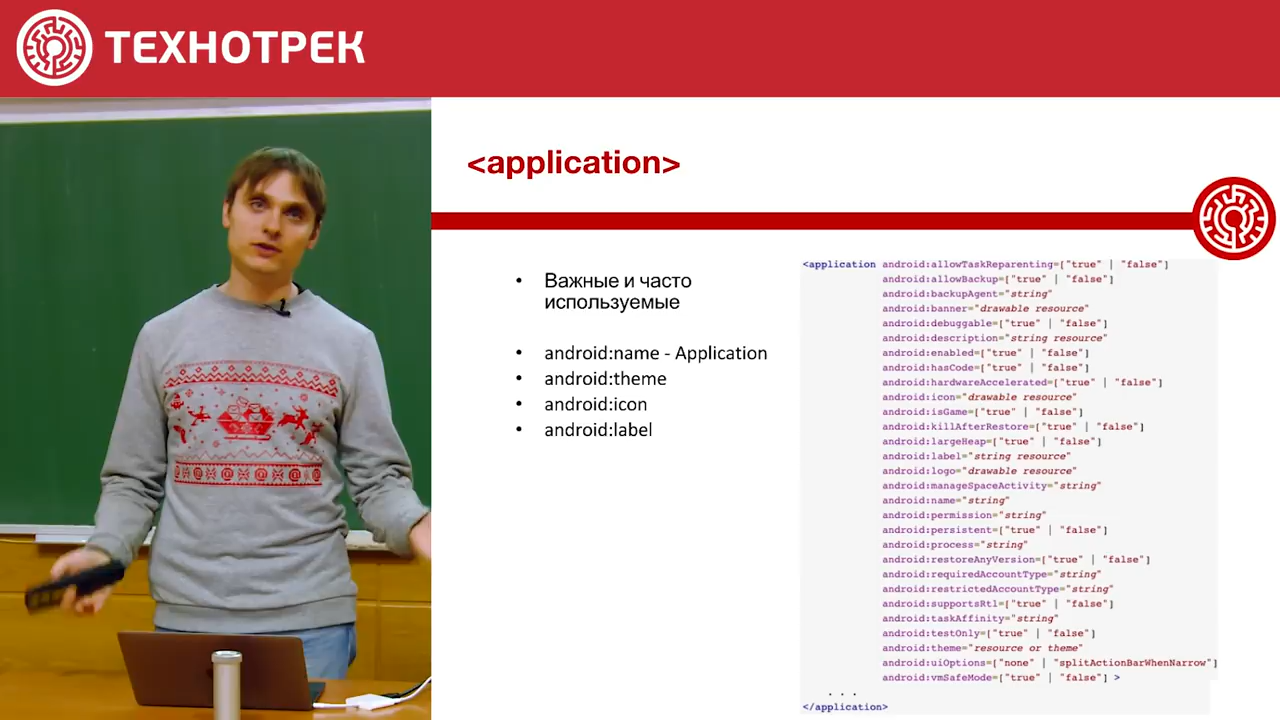 ТЕХНОТРЕК
<application>
• Важные и часто
используемые
• android:name - Application
• android:theme
• android:icon
• android:label
<application android:allowTaskReparenting=["true" | "false"]
android:allowBackup=["true" | "false"]
android:backupAgent="string"
android:banner="drawable resource"
android:debuggable=["true" | "false"]
android:description="string resource"
android:enabled=["true" | "false"]
android:hasCode=["true" | "false"]
android:hardwareAccelerated=["true" | "false"]
android:icon="drawable resource"
android:isGame=["true" | "false"]
android:killAfterRestore=["true" | "false"]
android:largeHeap=["true" | "false"]
android:label="string resource"
android:logo="drawable resource"
android:manageSpaceActivity="string"
android:name="string"
android:permission="string"
android:persistent=["true" | "false"]
android:process="string"
android:restoreAnyVersion=["true" | "false"]
android:requiredAccountType="string"
android:restrictedAccountType="string"
android:supportsRtl=["true" | "false"]
android:taskAffinity="string"
android:testOnly=["true" | "false"]
android:theme="resource or theme"
android:uiOptions=["none" | "splitActionBarWhenNarrow"]
android:vmSafeMode=["true" | "false"] >
. . .
</application>